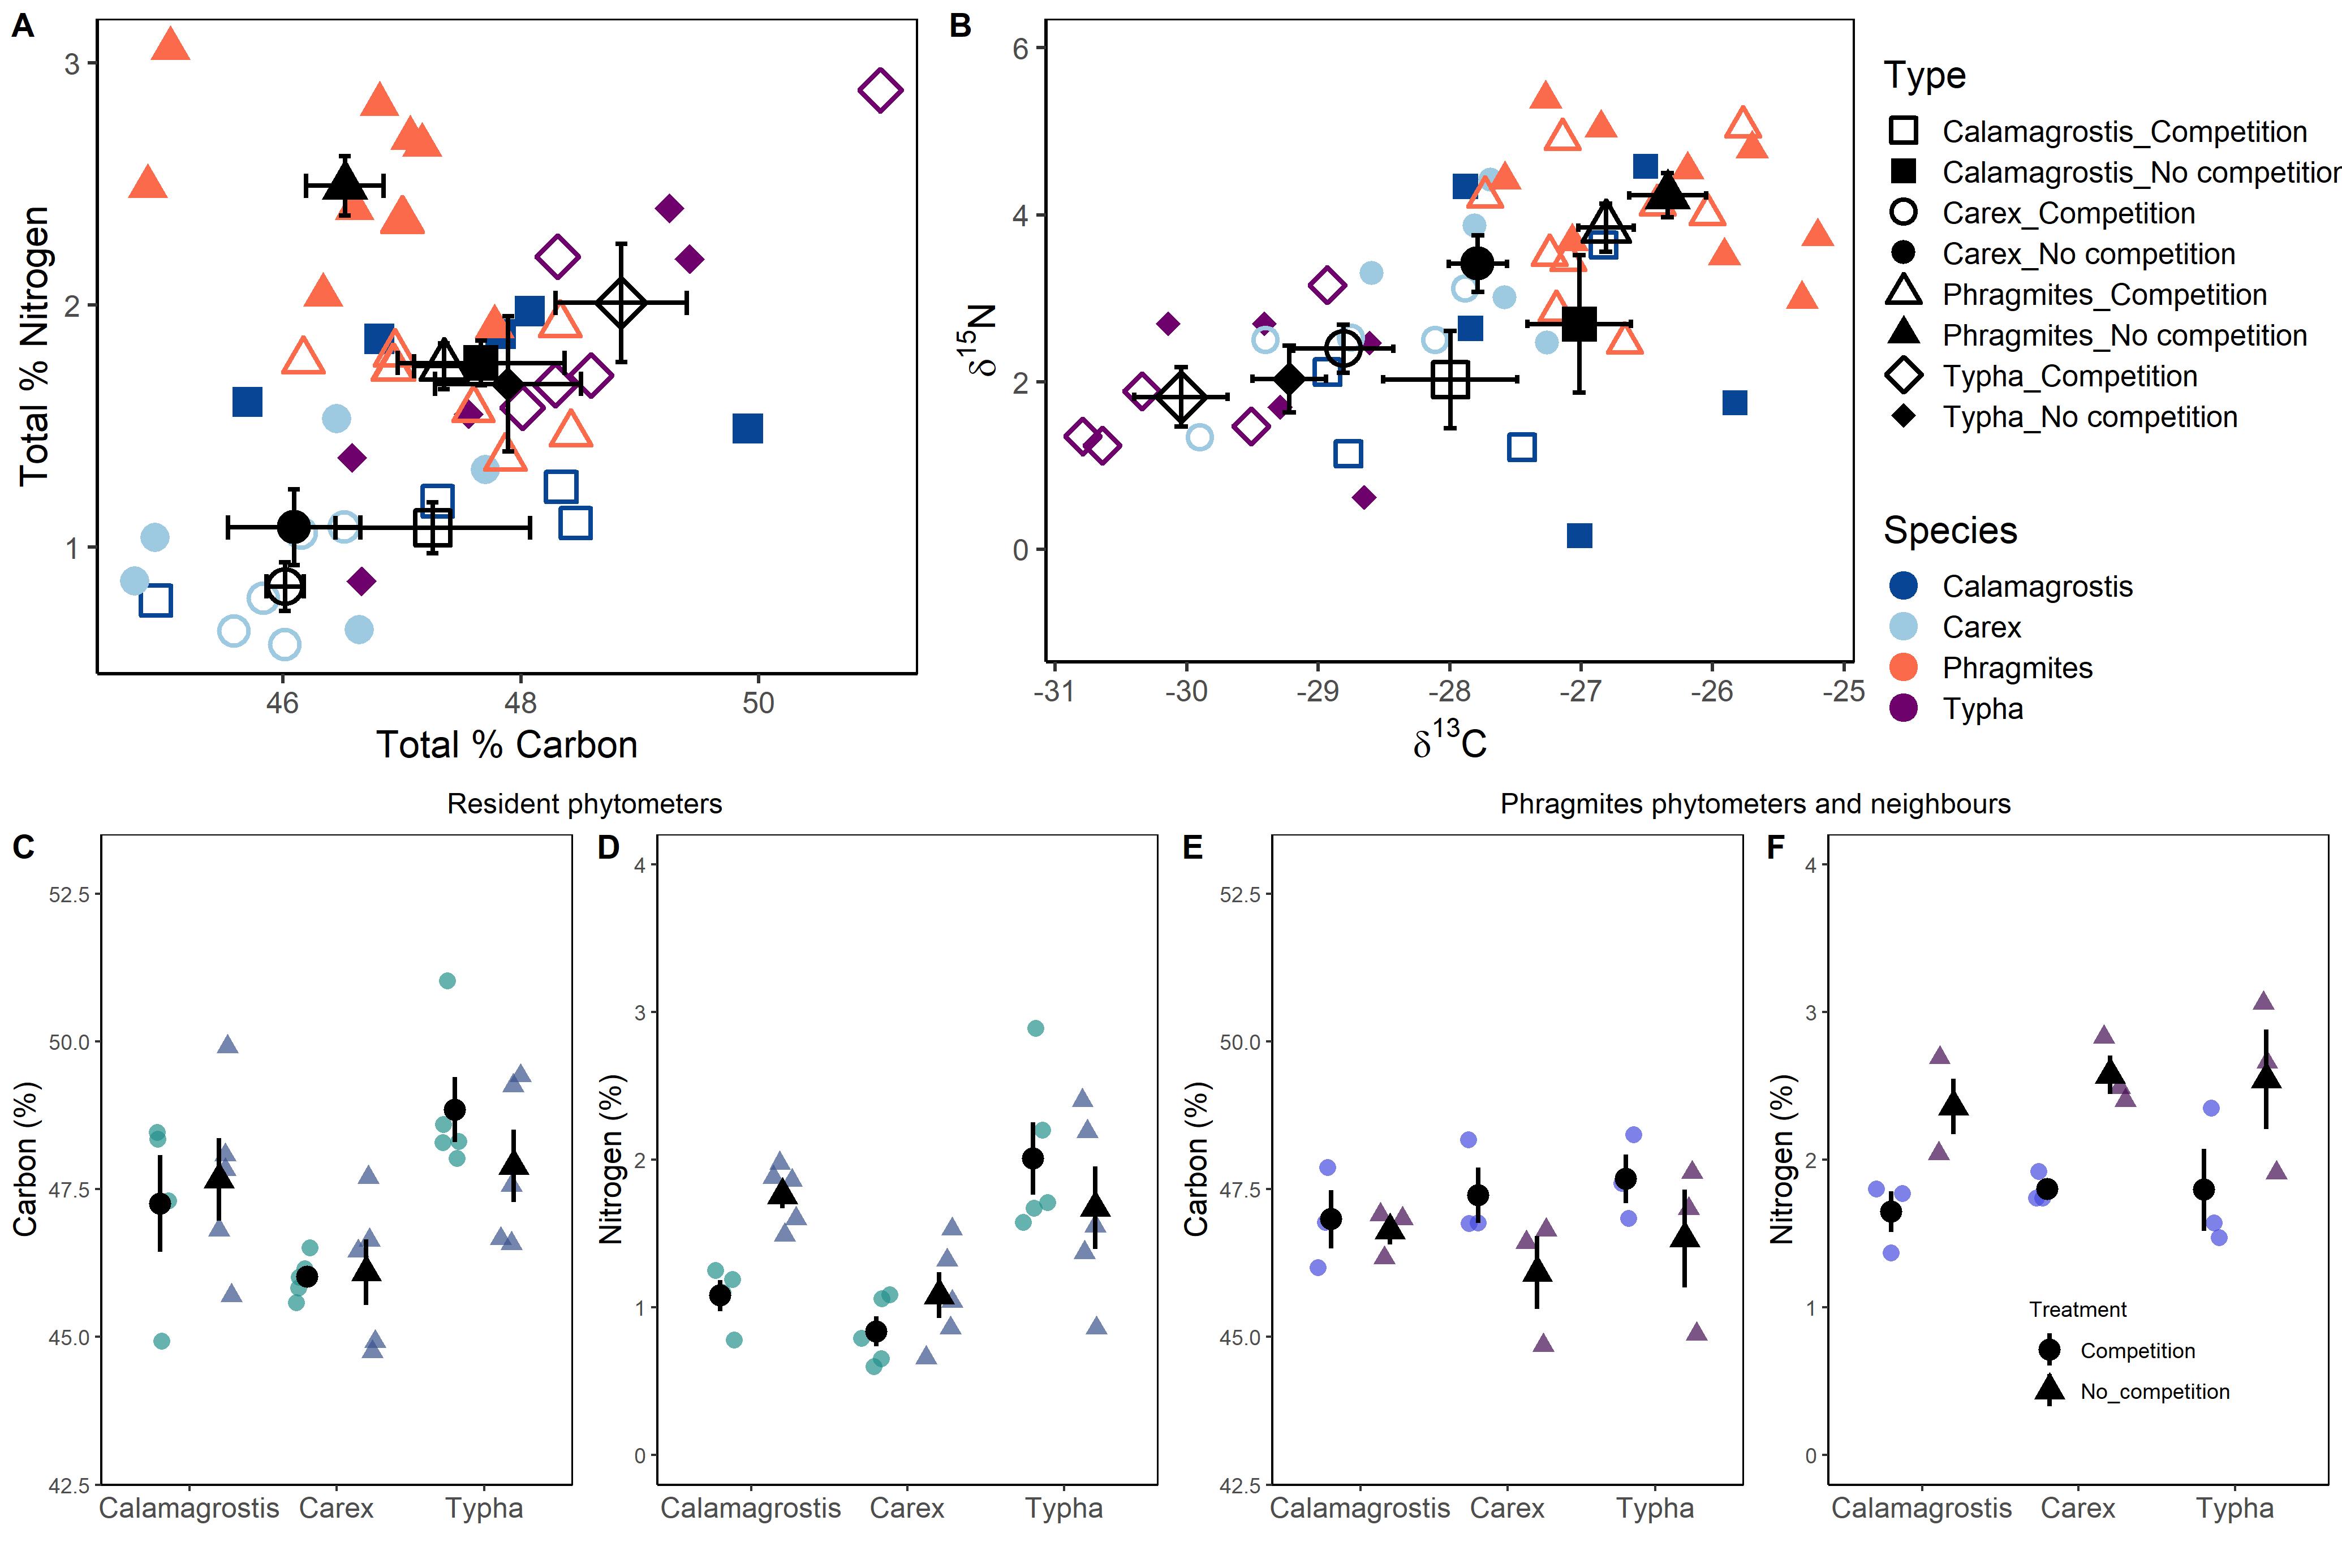 A
B
3
2
1
46
48
50
Total % Nitrogen
Total % Carbon
6
4
2
0
-31
-30
-29
-28
-27
-26
-25
δ15N
δ13C
Type
Calamagrostis_Competition
Calamagrostis_No competition
Carex_Competition
Carex_No competition
Phragmites_Competition
Phragmites_No competition
Typha_Competition
Typha_No competition
Species
Calamagrostis
Carex
Phragmites
Typha
Resident phytometers
Phragmites phytometers and neighbours
C
52.5
50.0
47.5
45.0
42.5
Carbon (%)
Calamagrostis
Carex
Typha
D
4
3
2
1
0
Nitrogen (%)
Calamagrostis
Carex
Typha
E
52.5
50.0
47.5
45.0
42.5
Carbon (%)
Calamagrostis
Carex
Typha
F
4
3
2
1
0
Nitrogen (%)
Calamagrostis
Carex
Typha
Treatment
Competition
No_competition